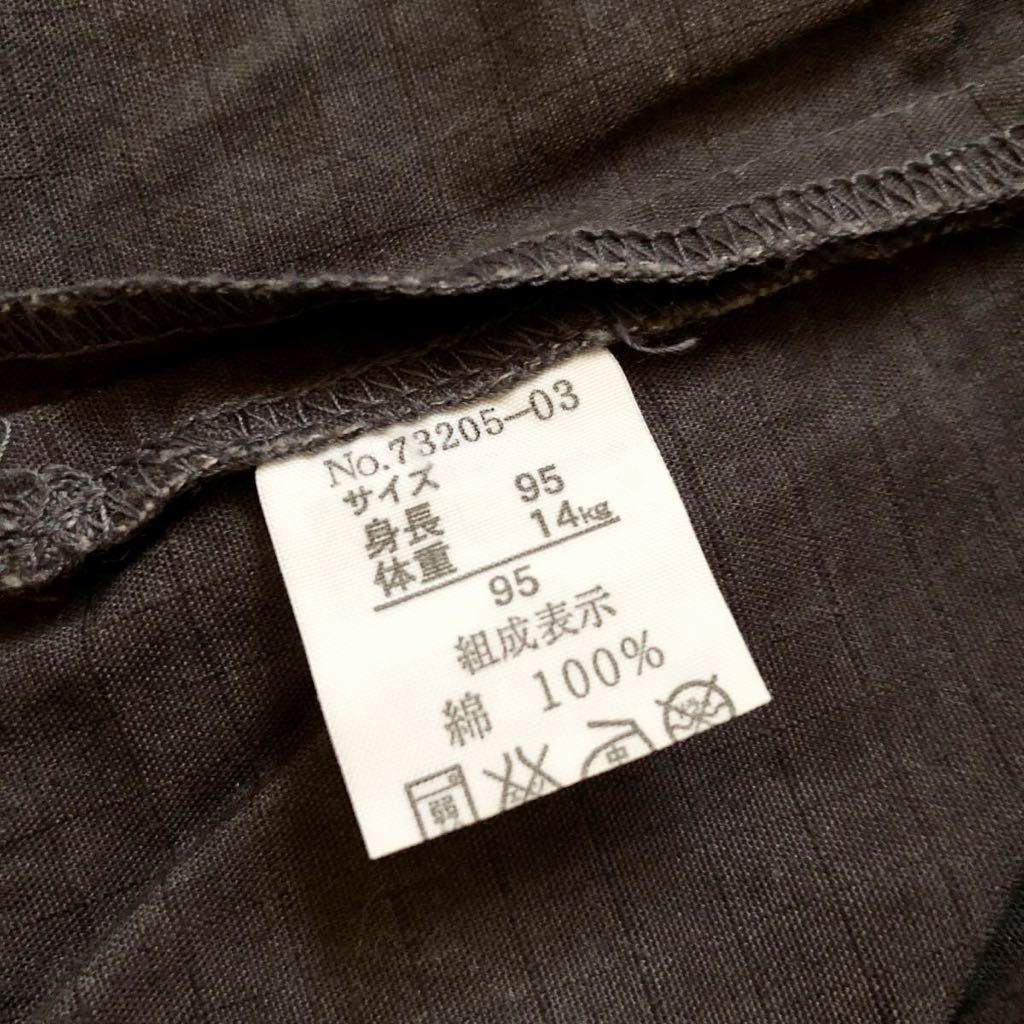 No.73205-03
サイズ
身長 95
体重 14kg
95
組成表示
綿 100%
弱 中